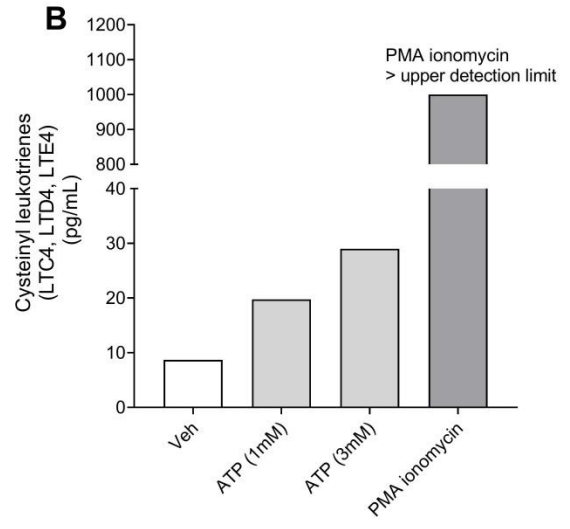 B
1200
1100
1000
900
800
40
30
20
10
0
Cysteinyl leukotrienes
(LTC4, LTD4, LTE4)
(pg/mL)
PMA ionomycin
> upper detection limit
Veh
ATP (1mM)
ATP (3mM)
PMA ionomycin